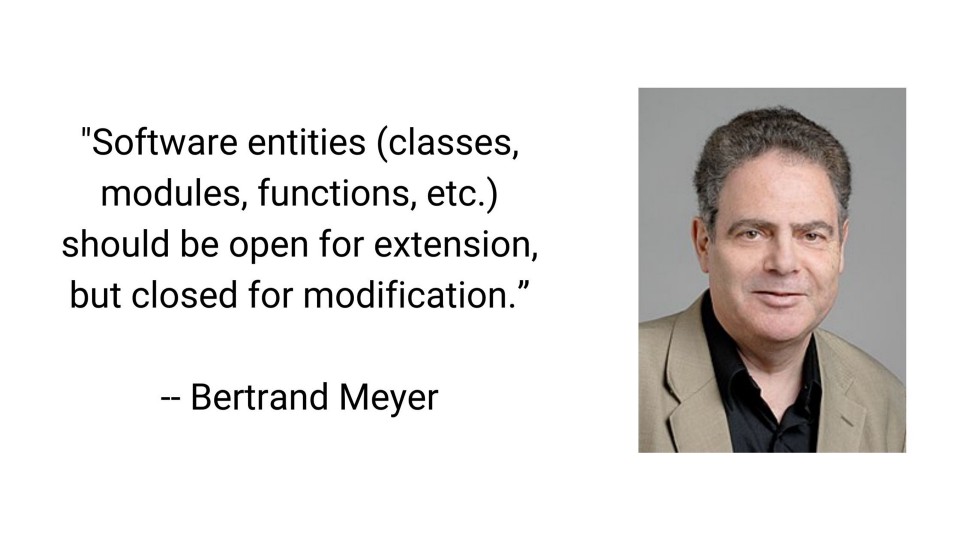 "Software entities (classes,
modules, functions, etc.)
should be open for extension,
but closed for modification.”
-- Bertrand Meyer